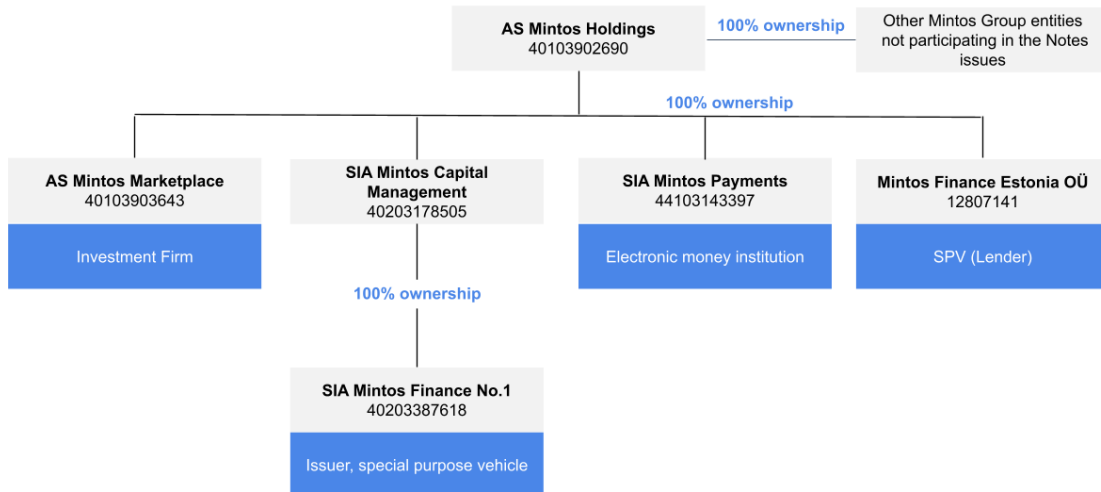 AS Mintos Holdings
40103902690
100% ownership
Other Mintos Group entities
not participating in the Notes
issues
100% ownership
AS Mintos Marketplace
40103903643
Investment Firm
SIA Mintos Capital
Management
40203178505
SIA Mintos Payments
44103143397
Electronic money institution
Mintos Finance Estonia OÜ
12807141
SPV (Lender)
100% ownership
SIA Mintos Finance No.1
40203387618
Issuer, special purpose vehicle